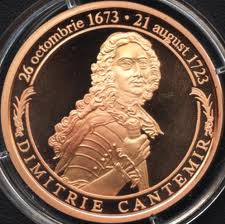 26 octombrie 1673 • 21 august 1723
DIMITRIE CANTEMIR